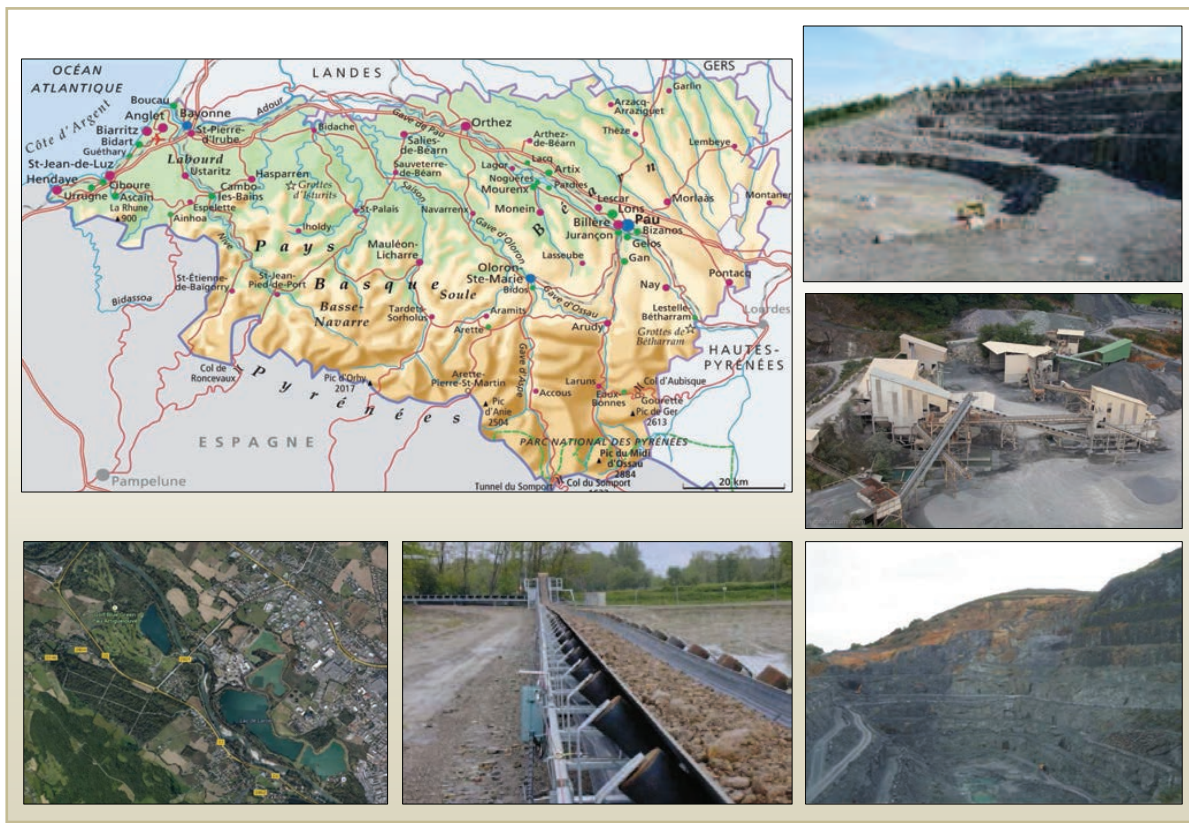 OCÉAN
ATLANTIQUE
LANDES
GERS
Côte d'Argent
Boucau
Bayonne
Anglet
Biarritz
St-Pierre-
d'Irube
Bidart
Guéthary
St-Jean-de-Luz
Hendaye
Urrugne
Ascain
La Rhune
900
Ainhoa
Espelette
Labourd
Ustaritz
Cambo-
les-Bains
Hasparren
Grottes
d'Isturits
Bidache
Adour
Iholdy
St-Palais
Nive
Bidassoa
St-Étienne-
de-Baïgorry
St-Jean-
Pied-de-Port
Pays
Basque
Basse-
Navarre
Soule
Mauléon-
Licharre
Tardets-
Sorholus
Col de
Roncevaux
Pic d'Orhy
2017
Pyrénées
ESPAGNE
Pampelune
Orthez
Gave de Pau
Salies-
de-Béarn
Sauveterre-
de-Béarn
Saison
Navarrenx
Gave d'Oloron
Arthez-
de-Béarn
Lagor
Lacq
Artix
Noguères
Mourenx
Pardies
Monein
Béarn
Arzacq-
Arraziguet
Garlin
Thèze
Lembeye
Montaner
Morlaàs
Lescar
Lons
Billère
Pau
Jurançon
Bizanos
Gelos
Gan
Lasseube
Oloron-
Ste-Marie
Bidos
Gave d'Ossau
Nay
Pontacq
Lestelle-
Bétharram
Lourdes
Grottes de
Bétharram
HAUTES-
PYRÉNÉES
Aramits
Arette
Arudy
Gave d'Aspe
Arette-
Pierre-St-Martin
Pic
d'Anie
2504
Accous
Laruns
Eaux-
Bonnes
Col d'Aubisque
Gourette
Pic de Ger
2613
PARC NATIONAL DES PYRÉNÉES
Pic du Midi
d'Ossau
2884
Tunnel du Somport
Col du Somport
20 km